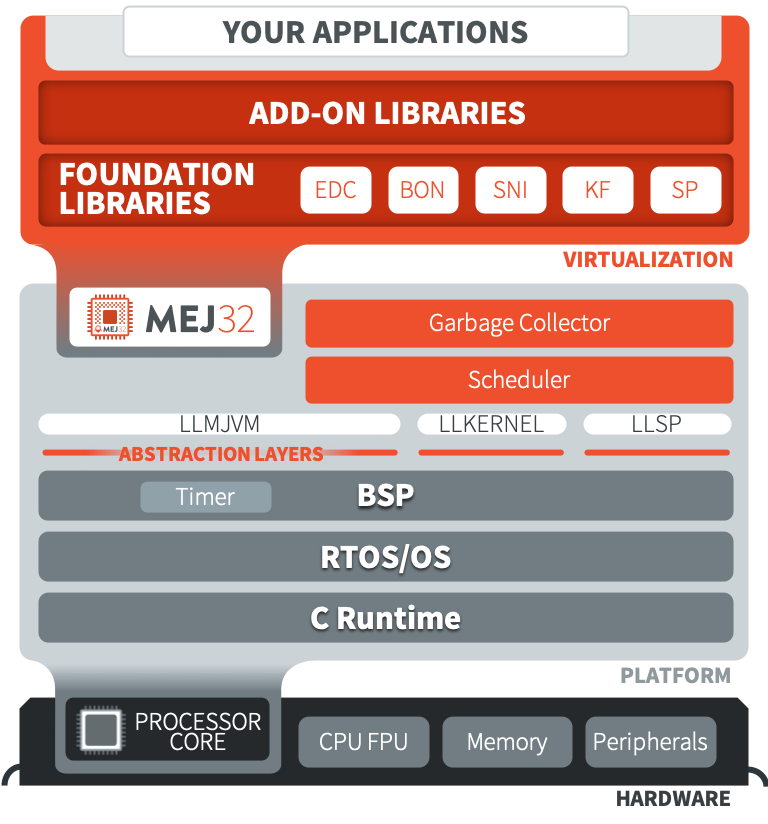 YOUR APPLICATIONS
ADD-ON LIBRARIES
FOUNDATION
LIBRARIES
EDC BON SNI KF SP
VIRTUALIZATION
MEJ32 MEJ32
Garbage Collector
Scheduler
LLMJVM LLKERNEL LLSP
ABSTRACTION LAYERS
Timer BSP
RTOS/OS
C Runtime
PLATFORM
PROCESSOR
CORE
CPU FPU Memory Peripherals
HARDWARE